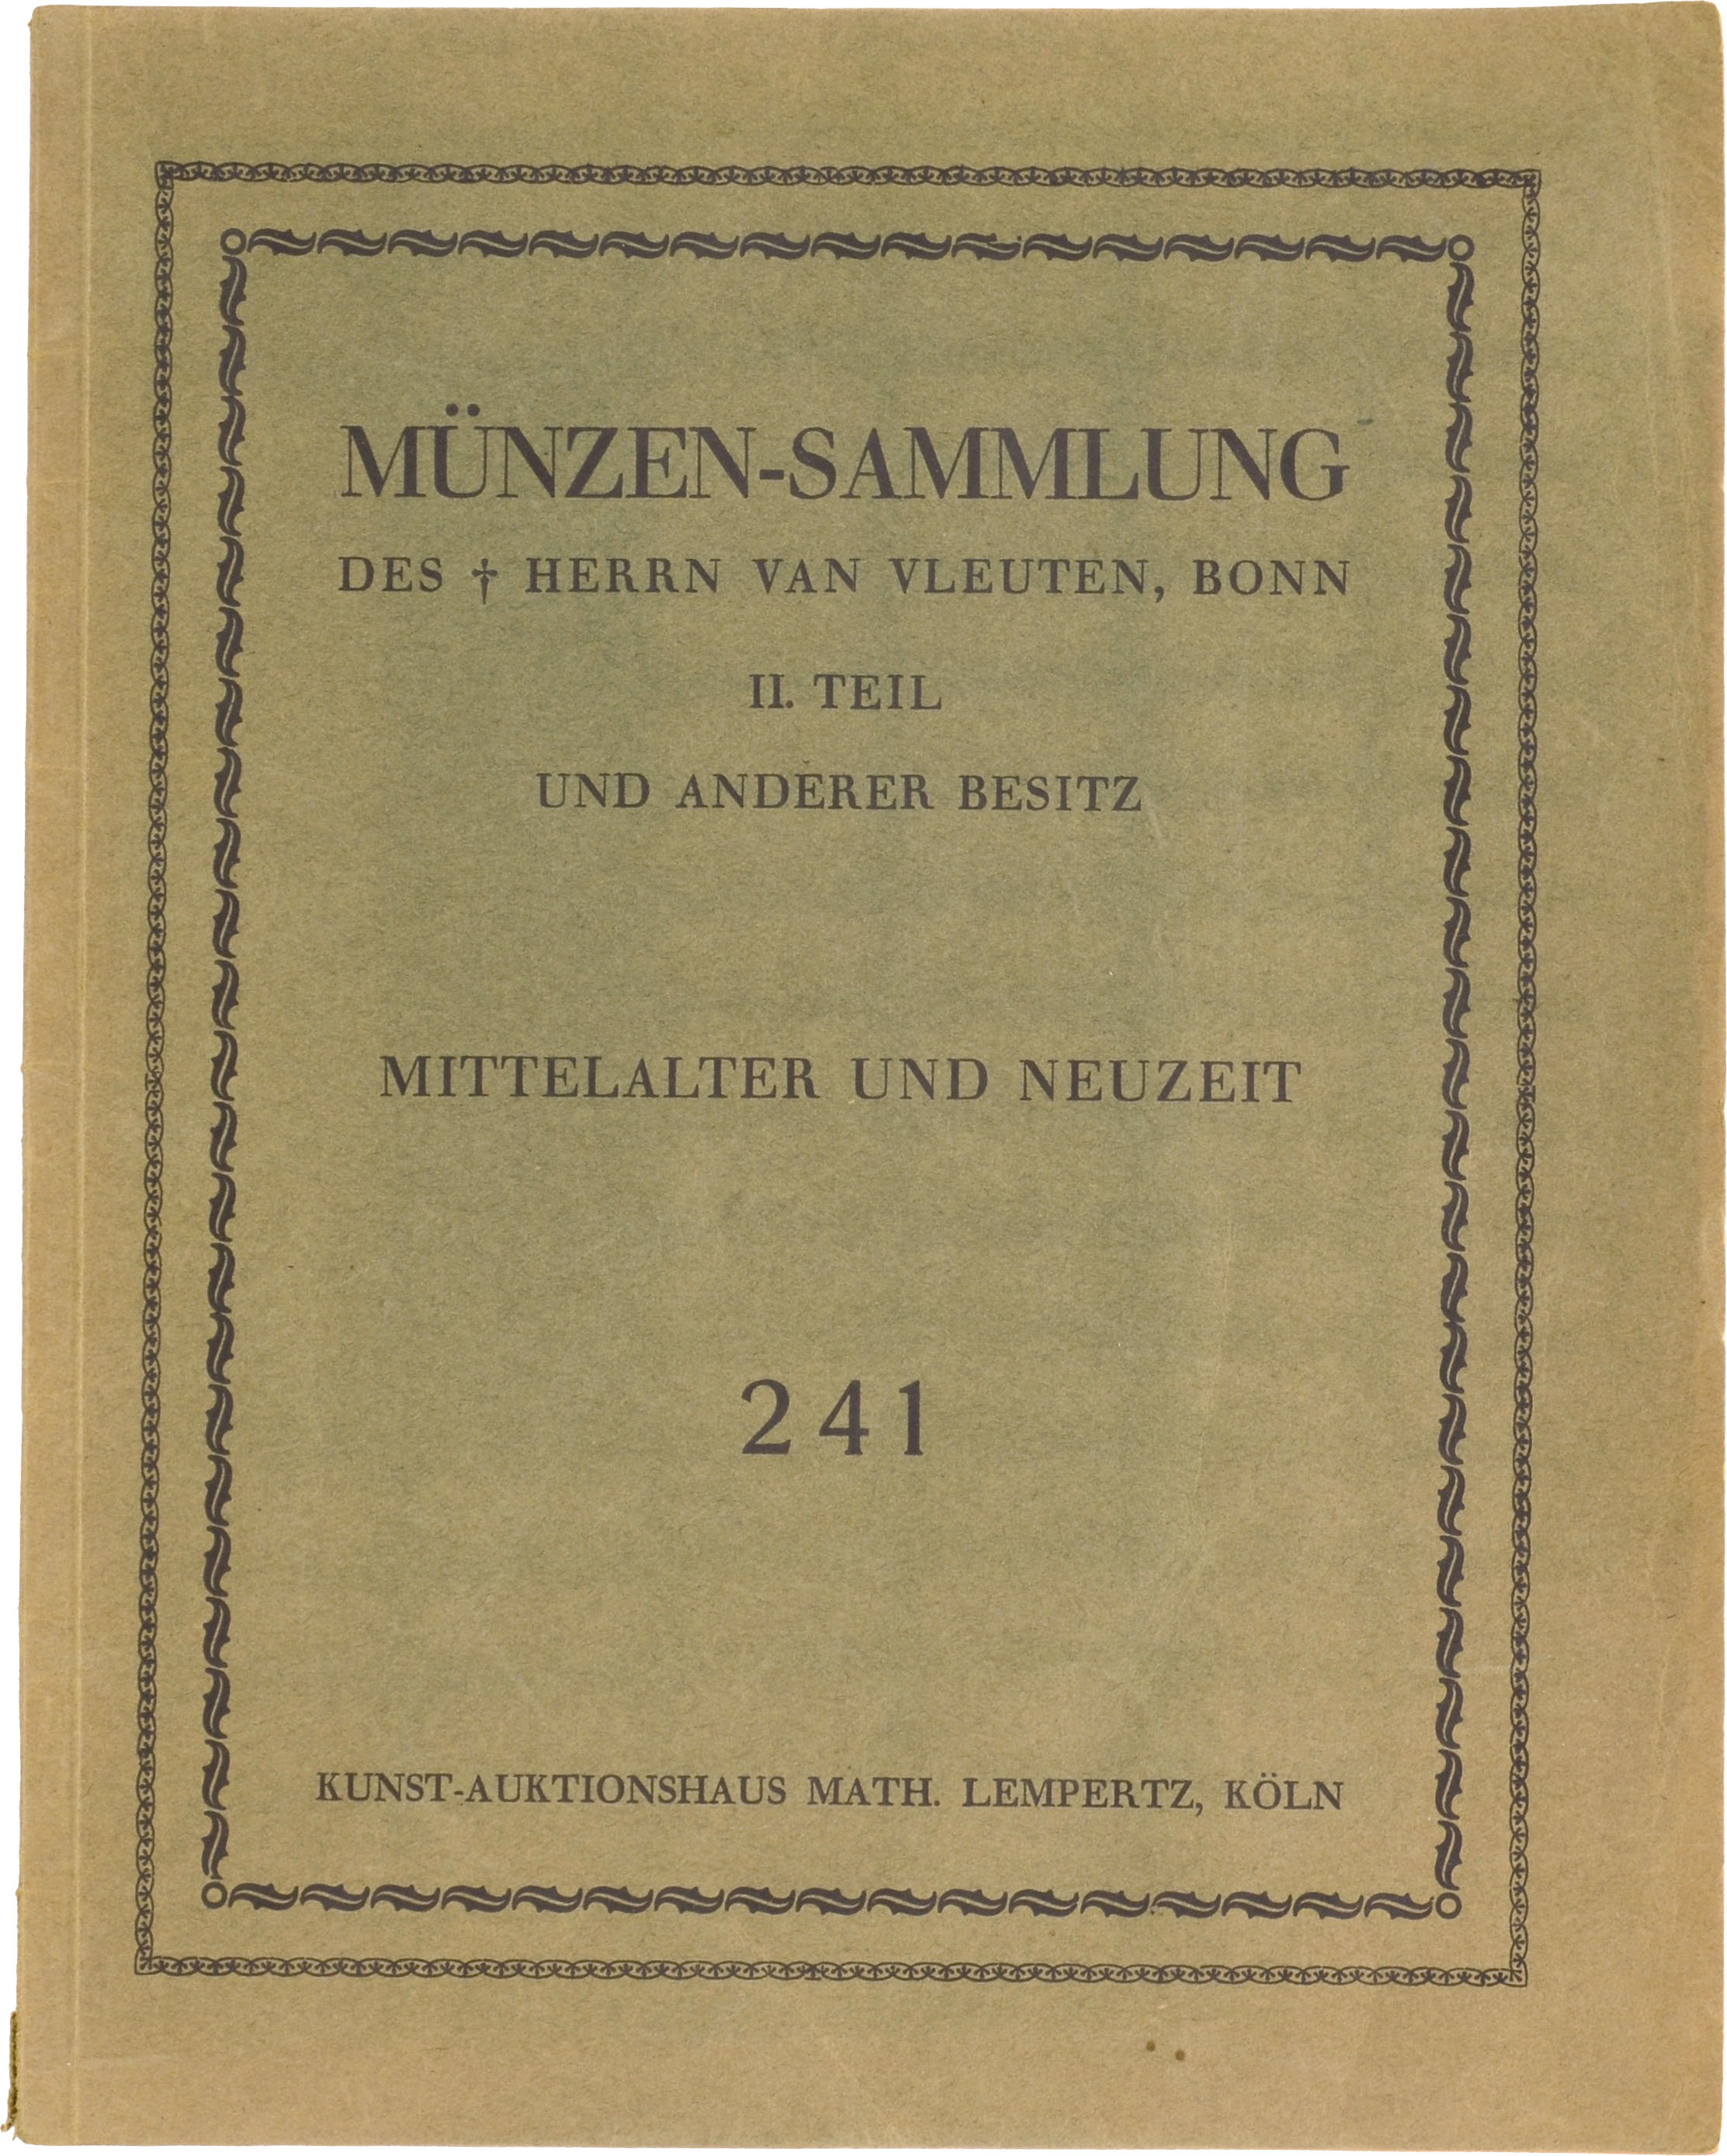 MÜNZEN-SAMMLUNG
DES † HERRN VAN VLEUTEN, BONN
II. TEIL
UND ANDERER BESITZ
MITTELALTER UND NEUZEIT
241
KUNST-AUKTIONSHAUS MATH. LEMPERTZ, KÖLN